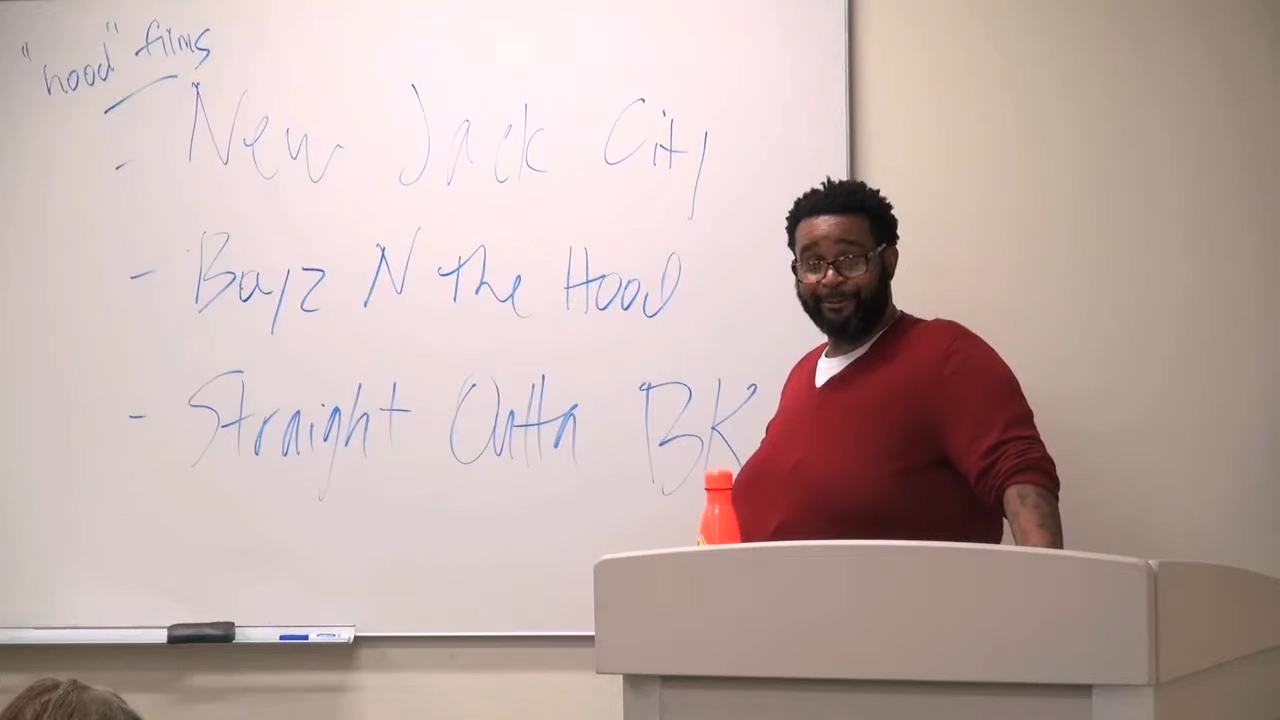 "hood" films
- New Jack City
- Boyz N the Hood
- Straight Outta BK